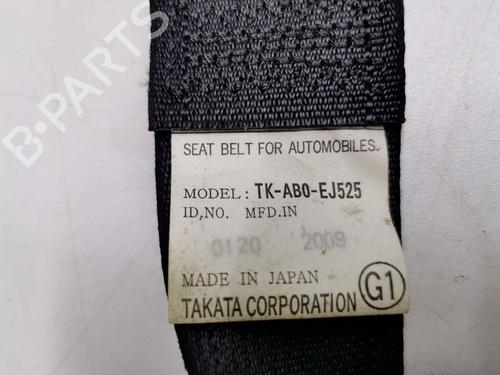 B-PARTS
SEAT BELT FOR AUTOMOBILES.
MODEL: TK-AB0-EJ525
ID,NO. MFD.IN
0120 2009
MADE IN JAPAN
TAKATA CORPORATION G1